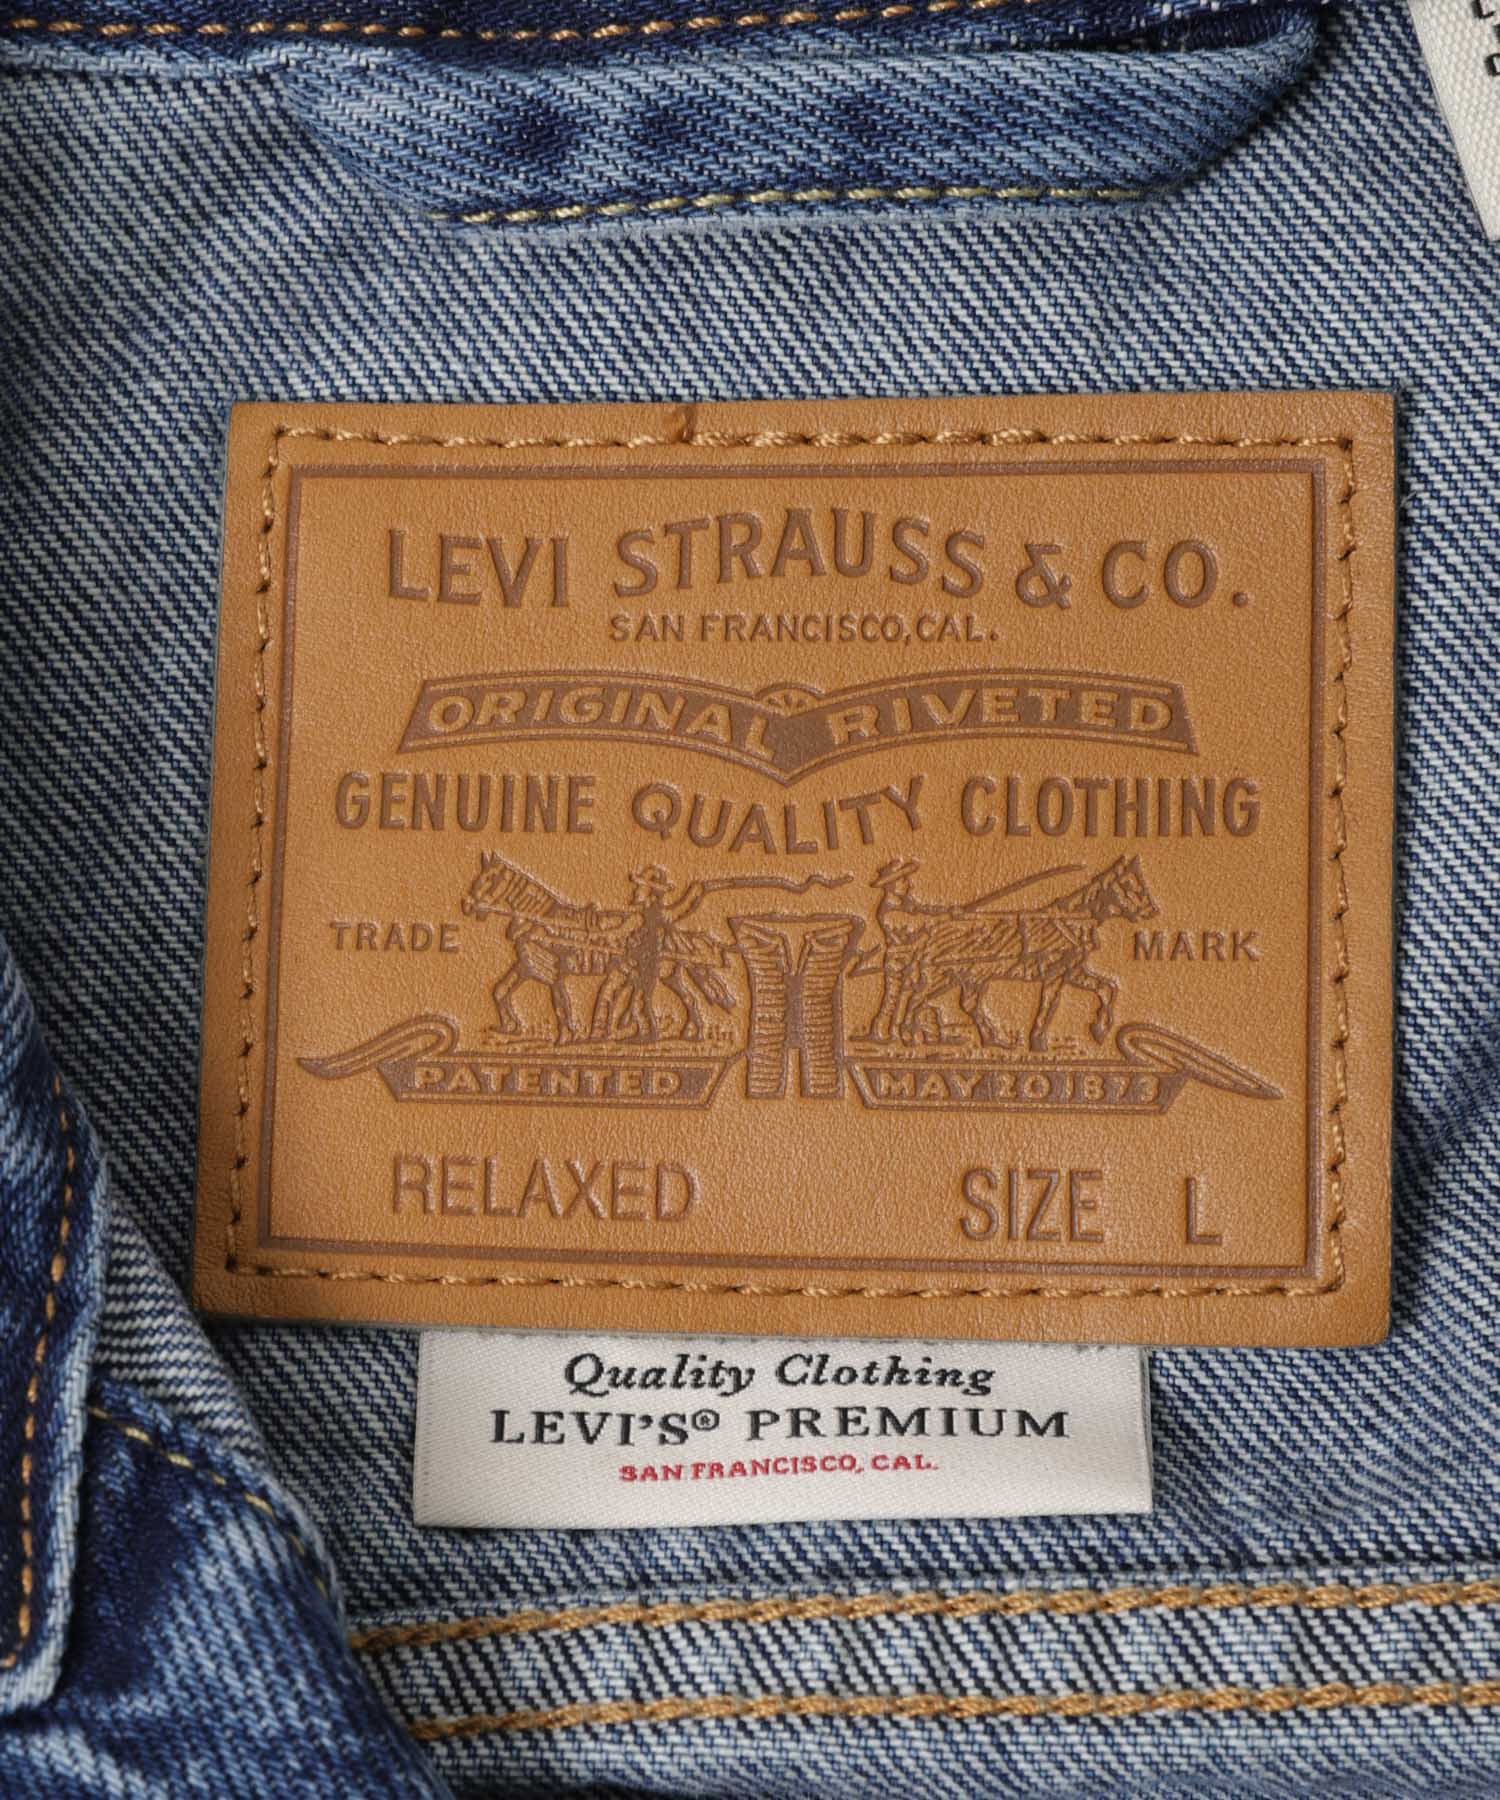 LEVI STRAUSS & CO.
SAN FRANCISCO, CAL.
ORIGINAL RIVETED
GENUINE QUALITY CLOTHING
TRADE MARK
PATENTED MAY 20 1873
RELAXED SIZE L
Quality Clothing
LEVI'S® PREMIUM
SAN FRANCISCO, CAL.